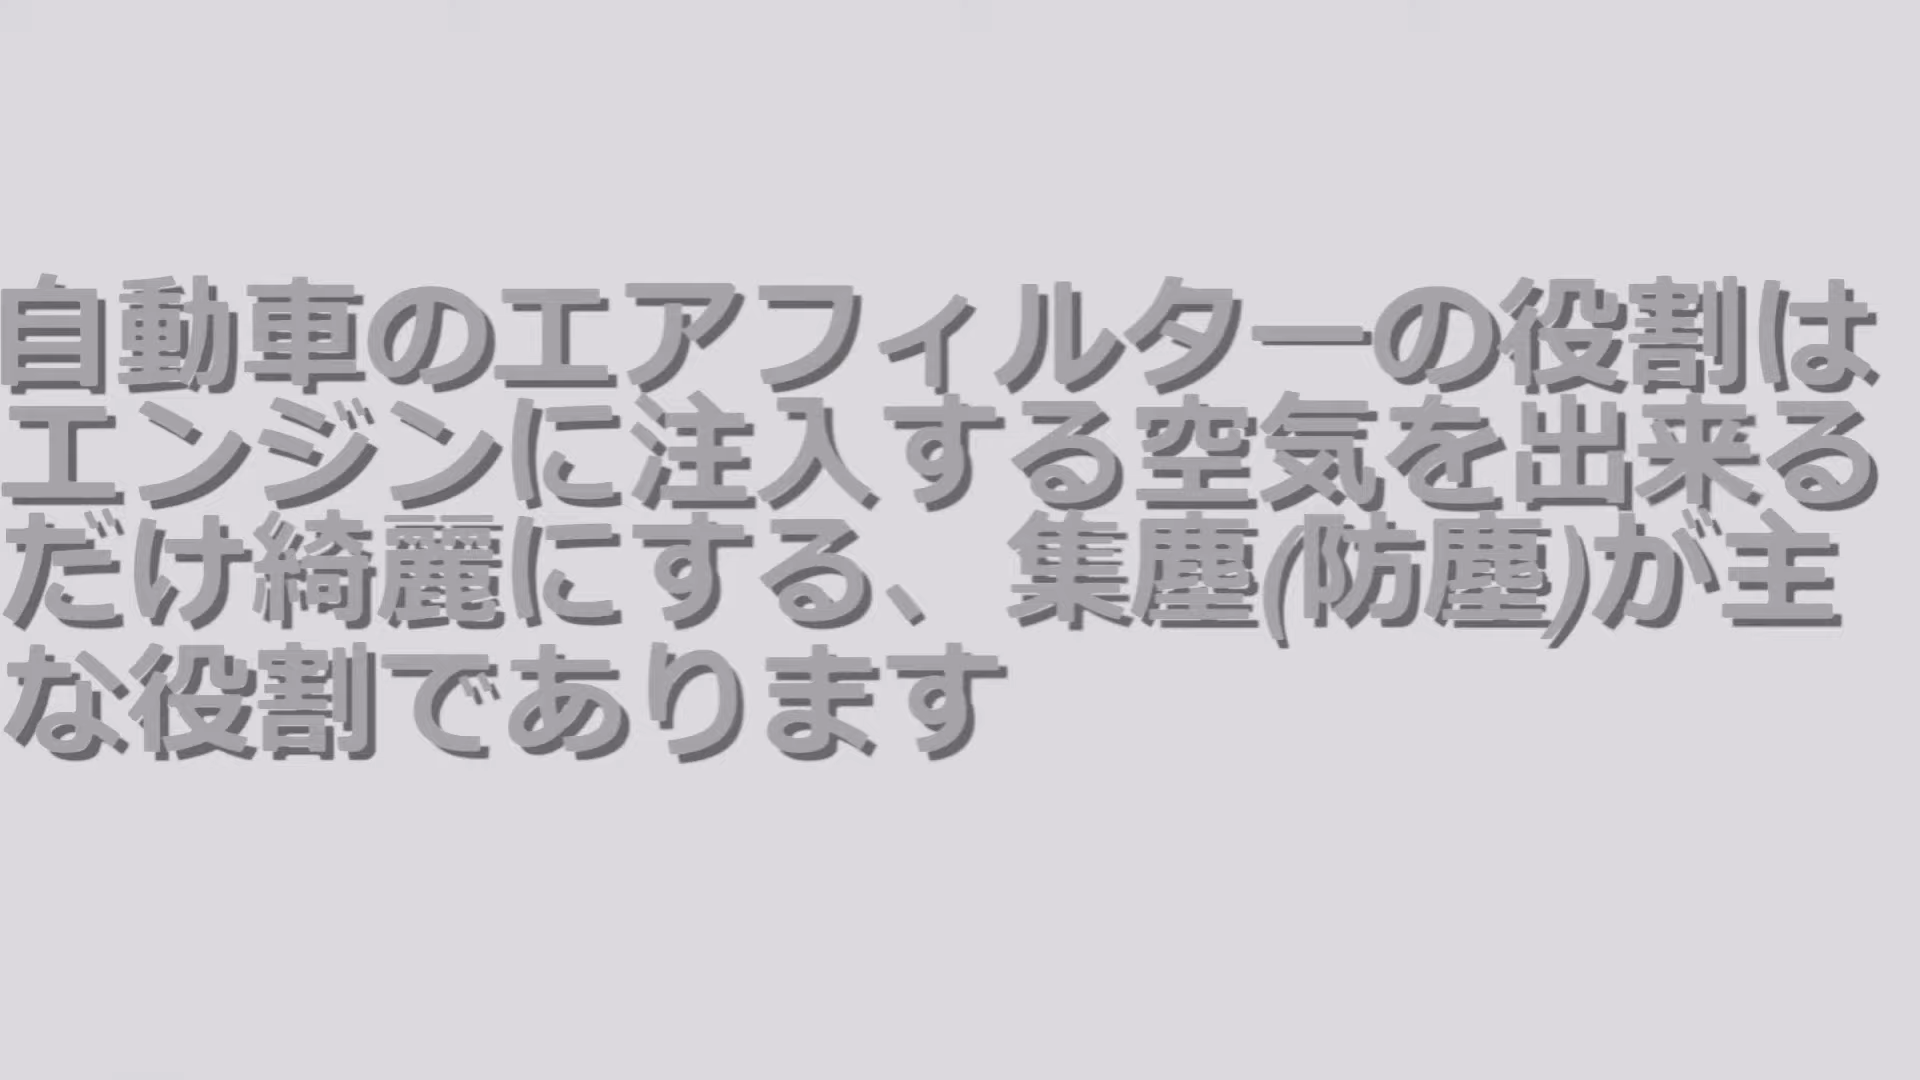 自動車のエアフィルターの役割は
エンジンに注入する空気を出来る
だけ綺麗にする、集塵(防塵)が主
な役割であります